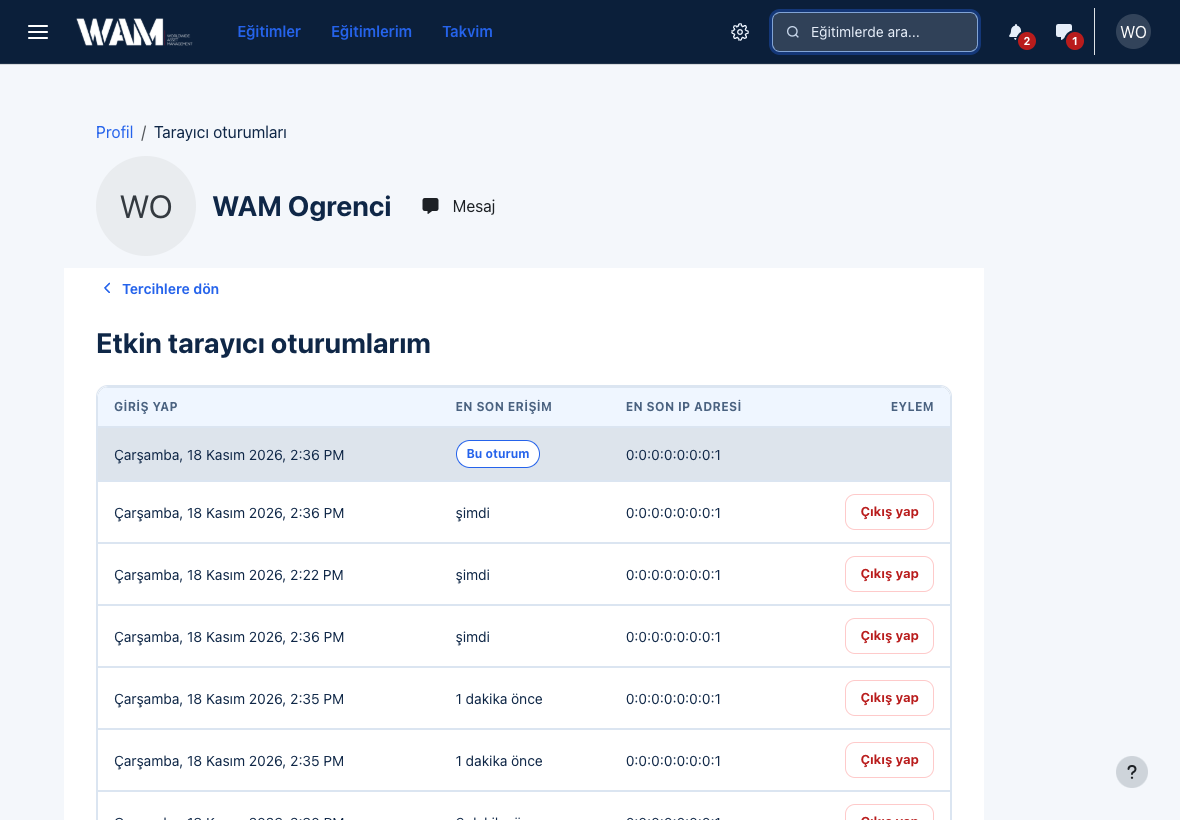 WAM WORLDWIDE ASSET MANAGEMENT Eğitimler Eğitimlerim Takvim Eğitimlerde ara... 2 1 WO
Profil / Tarayıcı oturumları
WO WAM Ogrenci Mesaj
Tercihlere dön
Etkin tarayıcı oturumlarım
GİRİŞ YAP EN SON ERİŞİM EN SON IP ADRESİ EYLEM
Çarşamba, 18 Kasım 2026, 2:36 PM Bu oturum 0:0:0:0:0:0:0:1
Çarşamba, 18 Kasım 2026, 2:36 PM şimdi 0:0:0:0:0:0:0:1 Çıkış yap
Çarşamba, 18 Kasım 2026, 2:22 PM şimdi 0:0:0:0:0:0:0:1 Çıkış yap
Çarşamba, 18 Kasım 2026, 2:36 PM şimdi 0:0:0:0:0:0:0:1 Çıkış yap
Çarşamba, 18 Kasım 2026, 2:35 PM 1 dakika önce 0:0:0:0:0:0:0:1 Çıkış yap
Çarşamba, 18 Kasım 2026, 2:35 PM 1 dakika önce 0:0:0:0:0:0:0:1 Çıkış yap
?